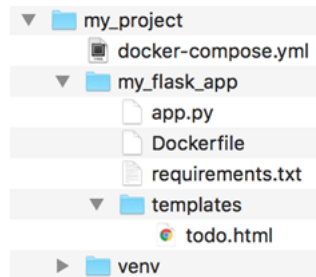 my_project
docker-compose.yml
my_flask_app
app.py
Dockerfile
requirements.txt
templates
todo.html
venv